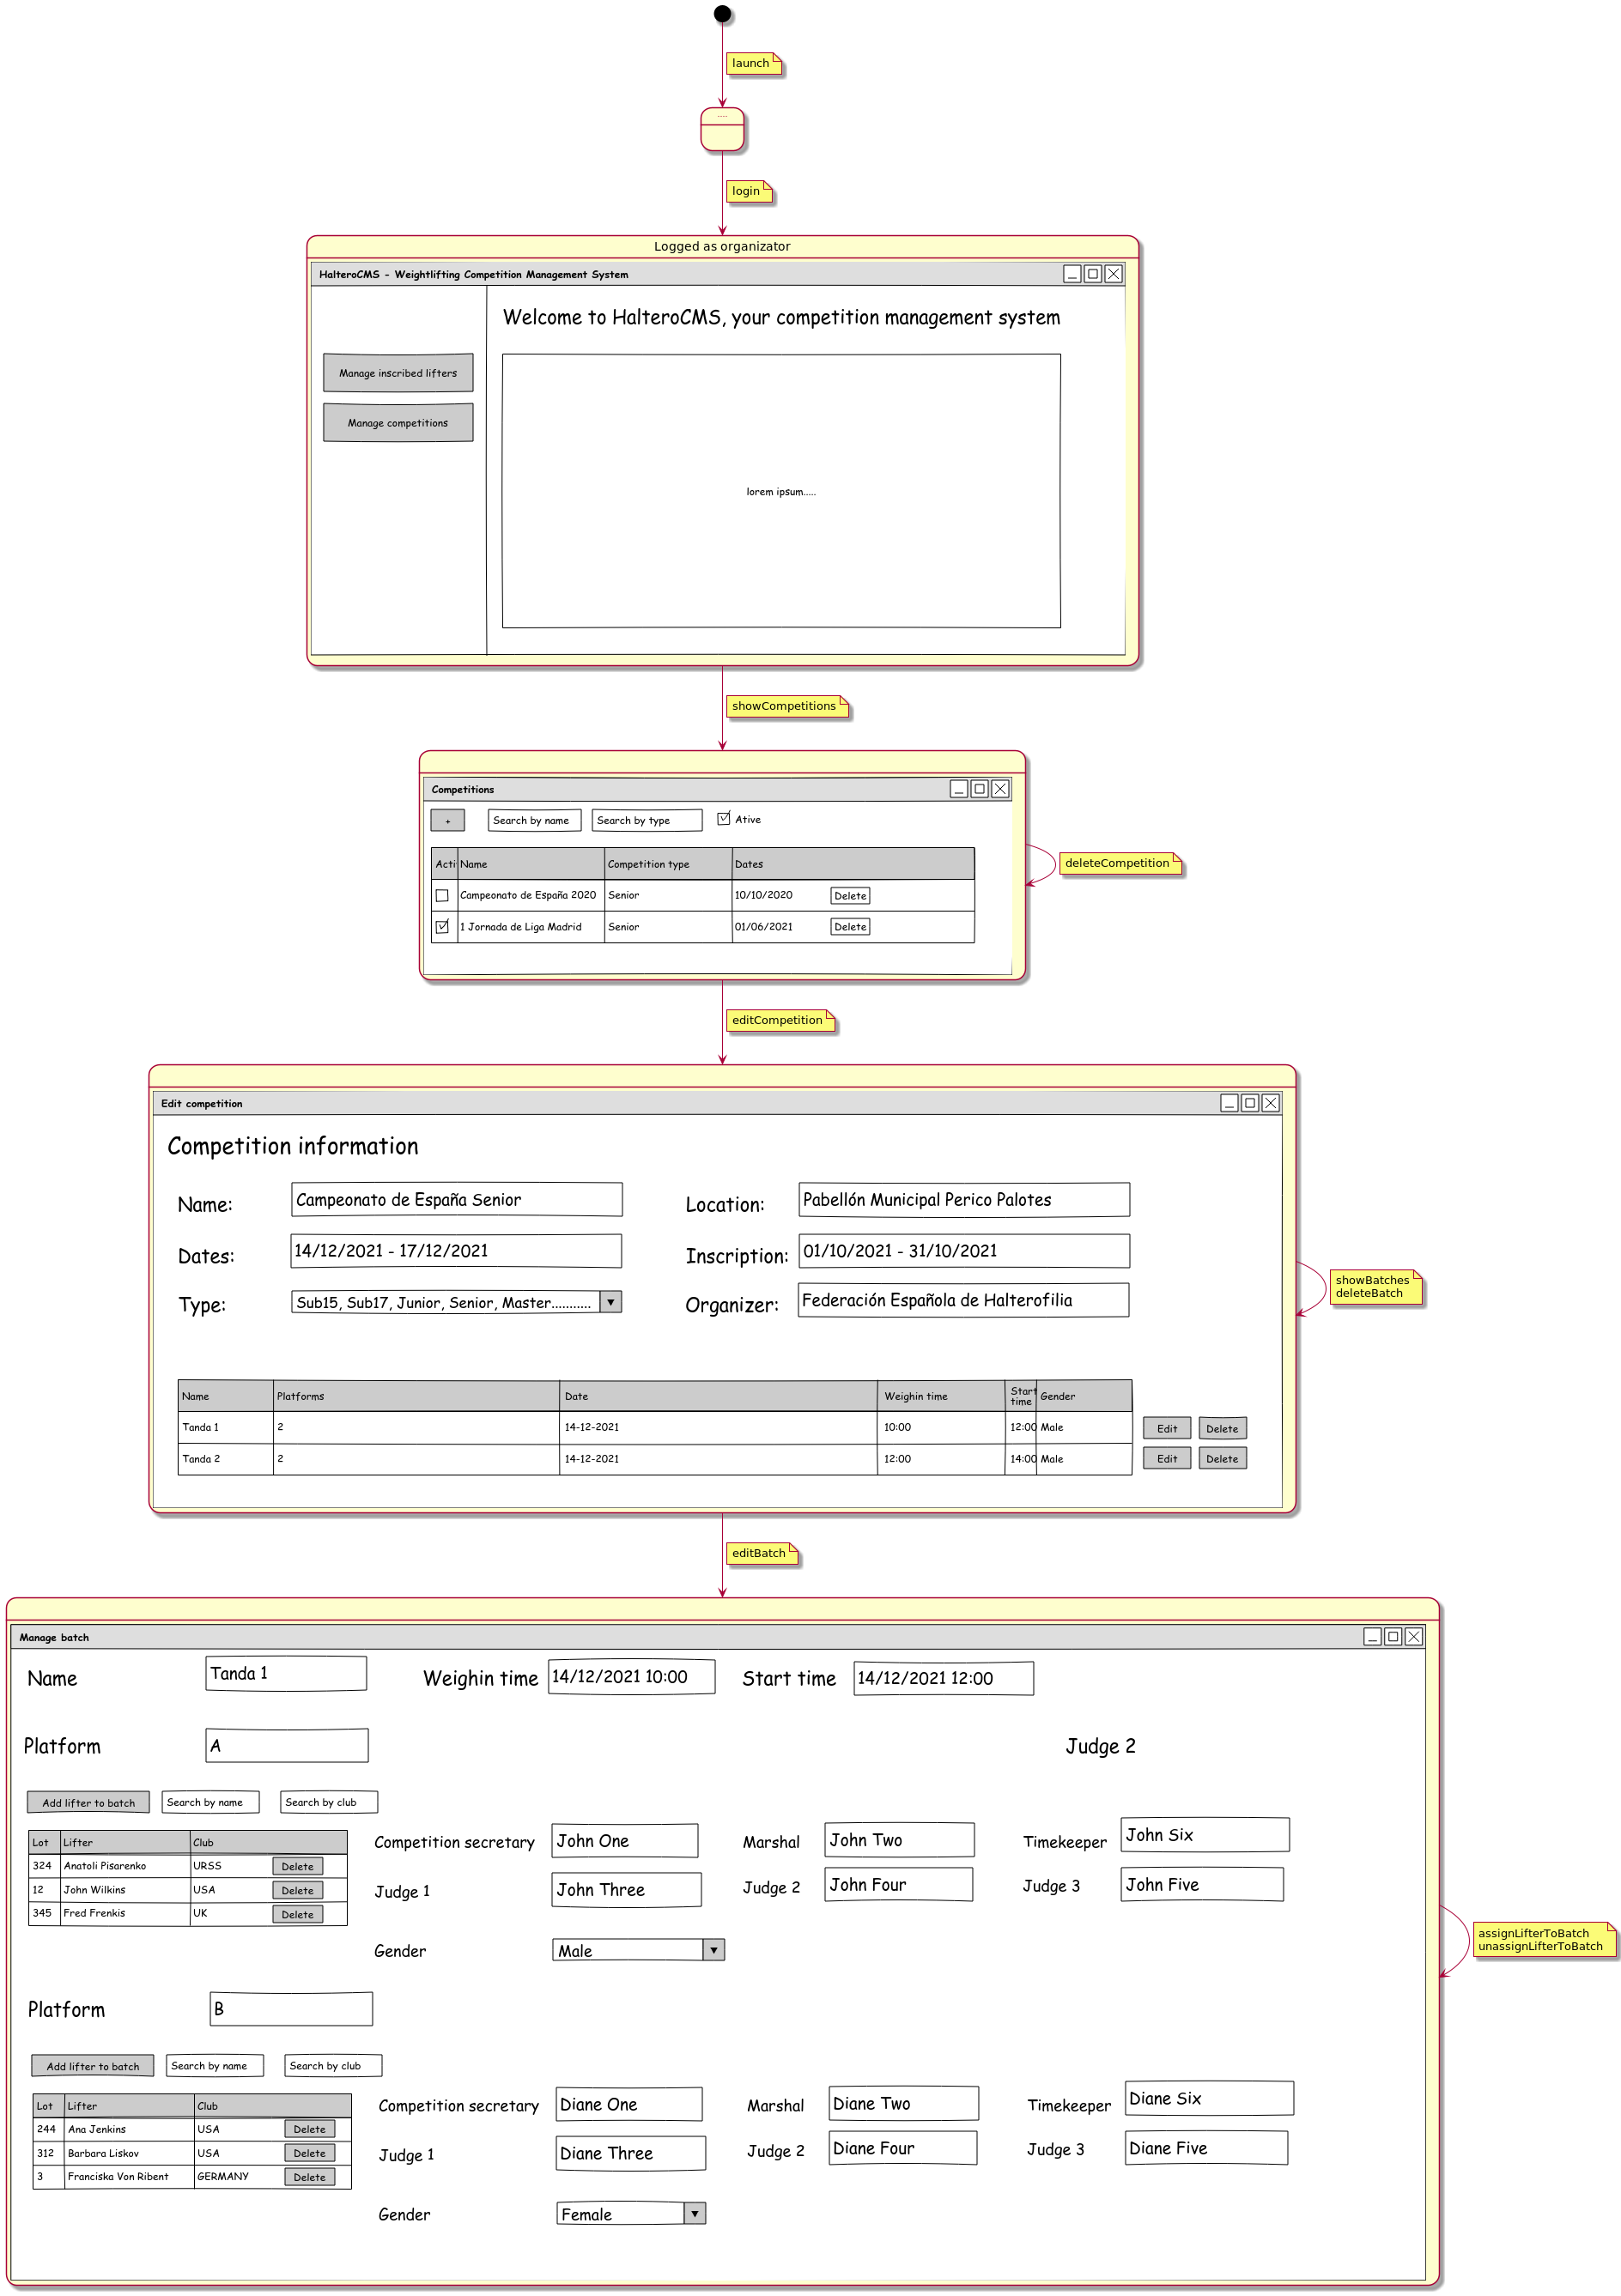 launch
....
login
Logged as organizator
HalteroCMS - Weightlifting Competition Management System
Welcome to HalteroCMS, your competition management system
Manage inscribed lifters
Manage competitions
lorem ipsum.....
showCompetitions
Competitions
+ Search by name Search by type Ative
Acti Name Competition type Dates
Campeonato de España 2020 Senior 10/10/2020 Delete
1 Jornada de Liga Madrid Senior 01/06/2021 Delete
deleteCompetition
editCompetition
Edit competition
Competition information
Name: Campeonato de España Senior Location: Pabellón Municipal Perico Palotes
Dates: 14/12/2021 - 17/12/2021 Inscription: 01/10/2021 - 31/10/2021
Type: Sub15, Sub17, Junior, Senior, Master........... Organizer: Federación Española de Halterofilia
showBatches
deleteBatch
Name Platforms Date Weighin time Start time Gender
Tanda 1 2 14-12-2021 10:00 12:00 Male Edit Delete
Tanda 2 2 14-12-2021 12:00 14:00 Male Edit Delete
editBatch
Manage batch
Name Tanda 1 Weighin time 14/12/2021 10:00 Start time 14/12/2021 12:00
Platform A Judge 2
Add lifter to batch Search by name Search by club
Lot Lifter Club
324 Anatoli Pisarenko URSS Delete
12 John Wilkins USA Delete
345 Fred Frenkis UK Delete
Competition secretary John One Marshal John Two Timekeeper John Six
Judge 1 John Three Judge 2 John Four Judge 3 John Five
Gender Male
assignLifterToBatch
unassignLifterToBatch
Platform B
Add lifter to batch Search by name Search by club
Lot Lifter Club
244 Ana Jenkins USA Delete
312 Barbara Liskov USA Delete
3 Franciska Von Ribent GERMANY Delete
Competition secretary Diane One Marshal Diane Two Timekeeper Diane Six
Judge 1 Diane Three Judge 2 Diane Four Judge 3 Diane Five
Gender Female